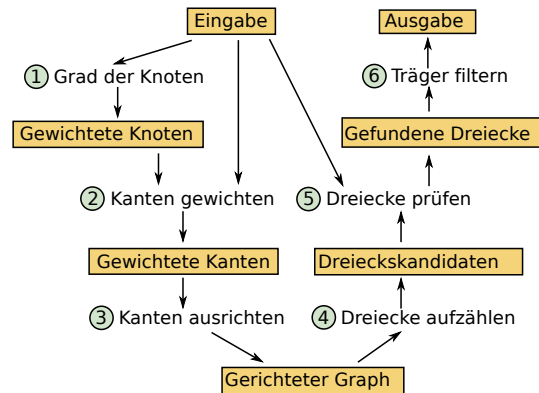 Eingabe
Ausgabe
1 Grad der Knoten
6 Träger filtern
Gewichtete Knoten
Gefundene Dreiecke
2 Kanten gewichten
5 Dreiecke prüfen
Gewichtete Kanten
Dreieckskandidaten
3 Kanten ausrichten
4 Dreiecke aufzählen
Gerichteter Graph